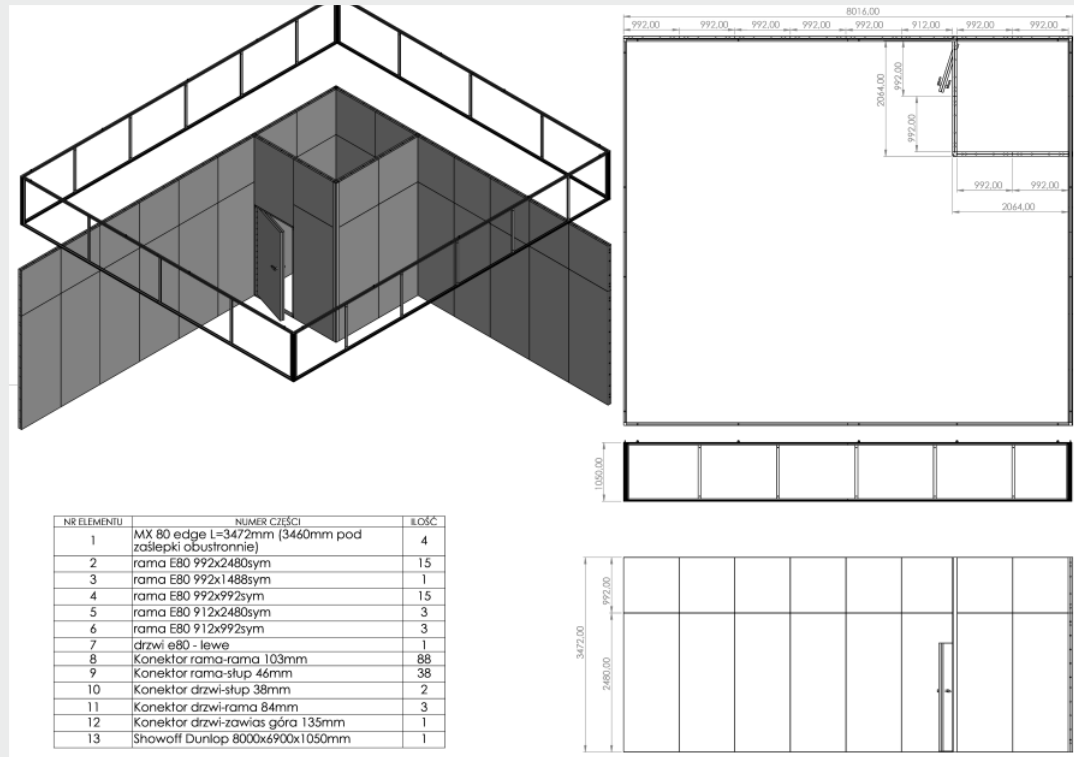 8016,00
992,00 992,00 992,00 992,00 992,00 912,00 992,00 992,00
2064,00
992,00
992,00
992,00 992,00
2064,00
1050,00
NR ELEMENTU NUMER CZĘŚCI ILOŚĆ
1 MX 80 edge L=3472mm (3460mm pod
zaślepki obustronnie) 4
2 rama E80 992x2480sym 15
3 rama E80 992x1488sym 1
4 rama E80 992x992sym 15
5 rama E80 912x2480sym 3
6 rama E80 912x992sym 3
7 drzwi e80 - lewe 1
8 Konektor rama-rama 103mm 88
9 Konektor rama-słup 46mm 38
10 Konektor drzwi-słup 38mm 2
11 Konektor drzwi-rama 84mm 3
12 Konektor drzwi-zawias góra 135mm 1
13 Showoff Dunlop 8000x6900x1050mm 1
992,00
3472,00
2480,00